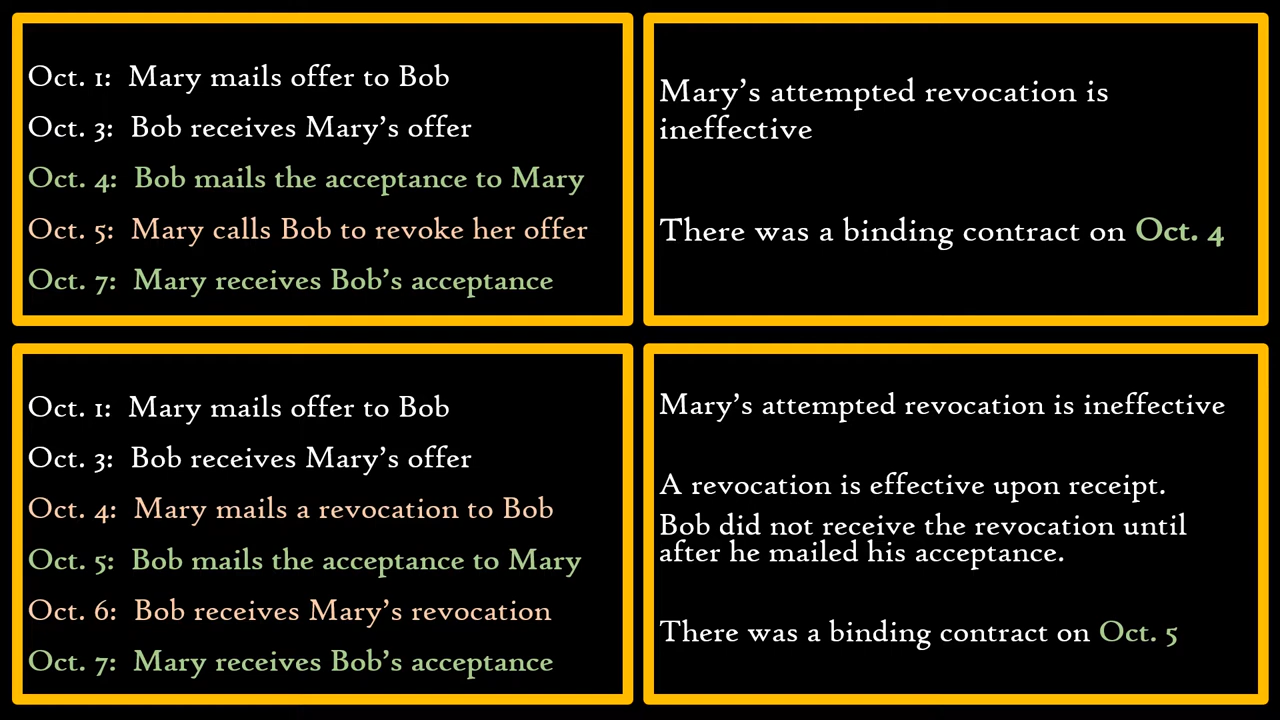 Oct. 1: Mary mails offer to Bob
Oct. 3: Bob receives Mary's offer
Oct. 4: Bob mails the acceptance to Mary
Oct. 5: Mary calls Bob to revoke her offer
Oct. 7: Mary receives Bob's acceptance
Mary's attempted revocation is
ineffective
There was a binding contract on Oct. 4
Oct. 1: Mary mails offer to Bob
Oct. 3: Bob receives Mary's offer
Oct. 4: Mary mails a revocation to Bob
Oct. 5: Bob mails the acceptance to Mary
Oct. 6: Bob receives Mary's revocation
Oct. 7: Mary receives Bob's acceptance
Mary's attempted revocation is ineffective
A revocation is effective upon receipt.
Bob did not receive the revocation until
after he mailed his acceptance.
There was a binding contract on Oct. 5